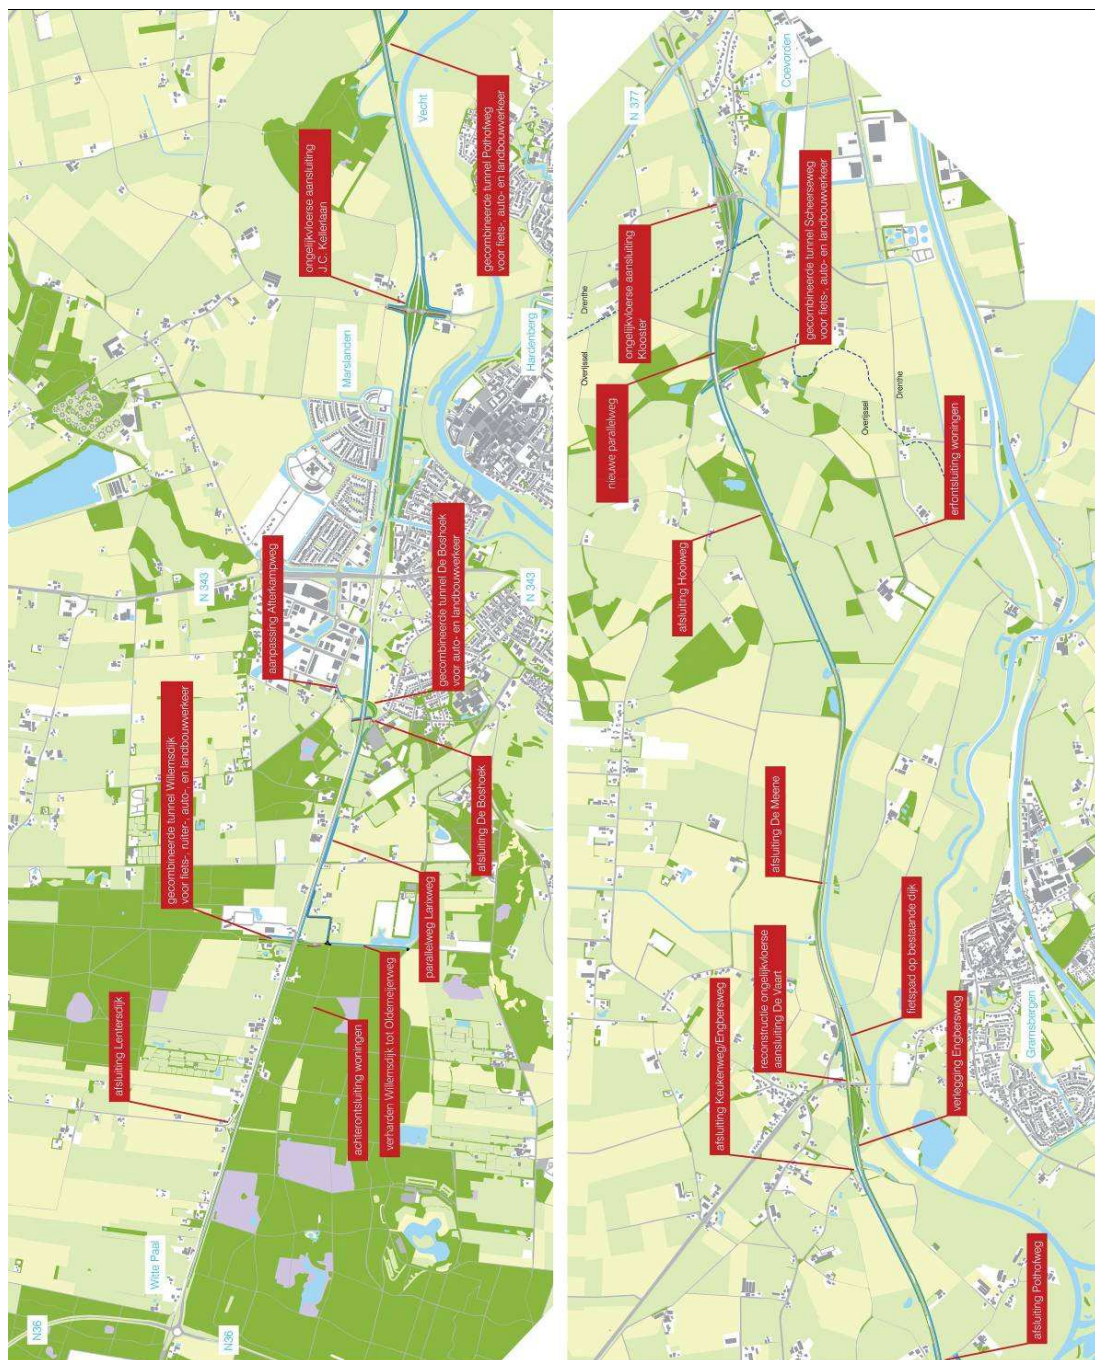 N36
N36
Witte Paal
afsluiting Lentersdijk
gecombineerde tunnel Willemsdijk
voor fiets-, ruiter-, auto-, en landbouwverkeer
achterontsluiting woningen
verharden Willemsdijk tot Oldemeijerweg
parallelweg Larixweg
afsluiting De Boshoek
aanpassing Afterkampweg
gecombineerde tunnel De Boshoek
voor auto- en landbouwverkeer
N 343
N 343
Marslanden
Hardenberg
ongelijkvloerse aansluiting
J.C. Kellerlaan
Vecht
gecombineerde tunnel Pothofweg
voor fiets-, auto- en landbouwverkeer
afsluiting Pothofweg
afsluiting Keukenweg/Engbersweg
verlegging Engbersweg
reconstructie ongelijkvloerse
aansluiting De Vaart
fietspad op bestaande dijk
Gramsbergen
afsluiting De Meene
afsluiting Hooiweg
erfontsluiting woningen
nieuwe parallelweg
Overijssel
Drenthe
Overijssel
Drenthe
ongelijkvloerse aansluiting
Klooster
gecombineerde tunnel Scheerseweg
voor fiets-, auto- en landbouwverkeer
N 377
Coevorden